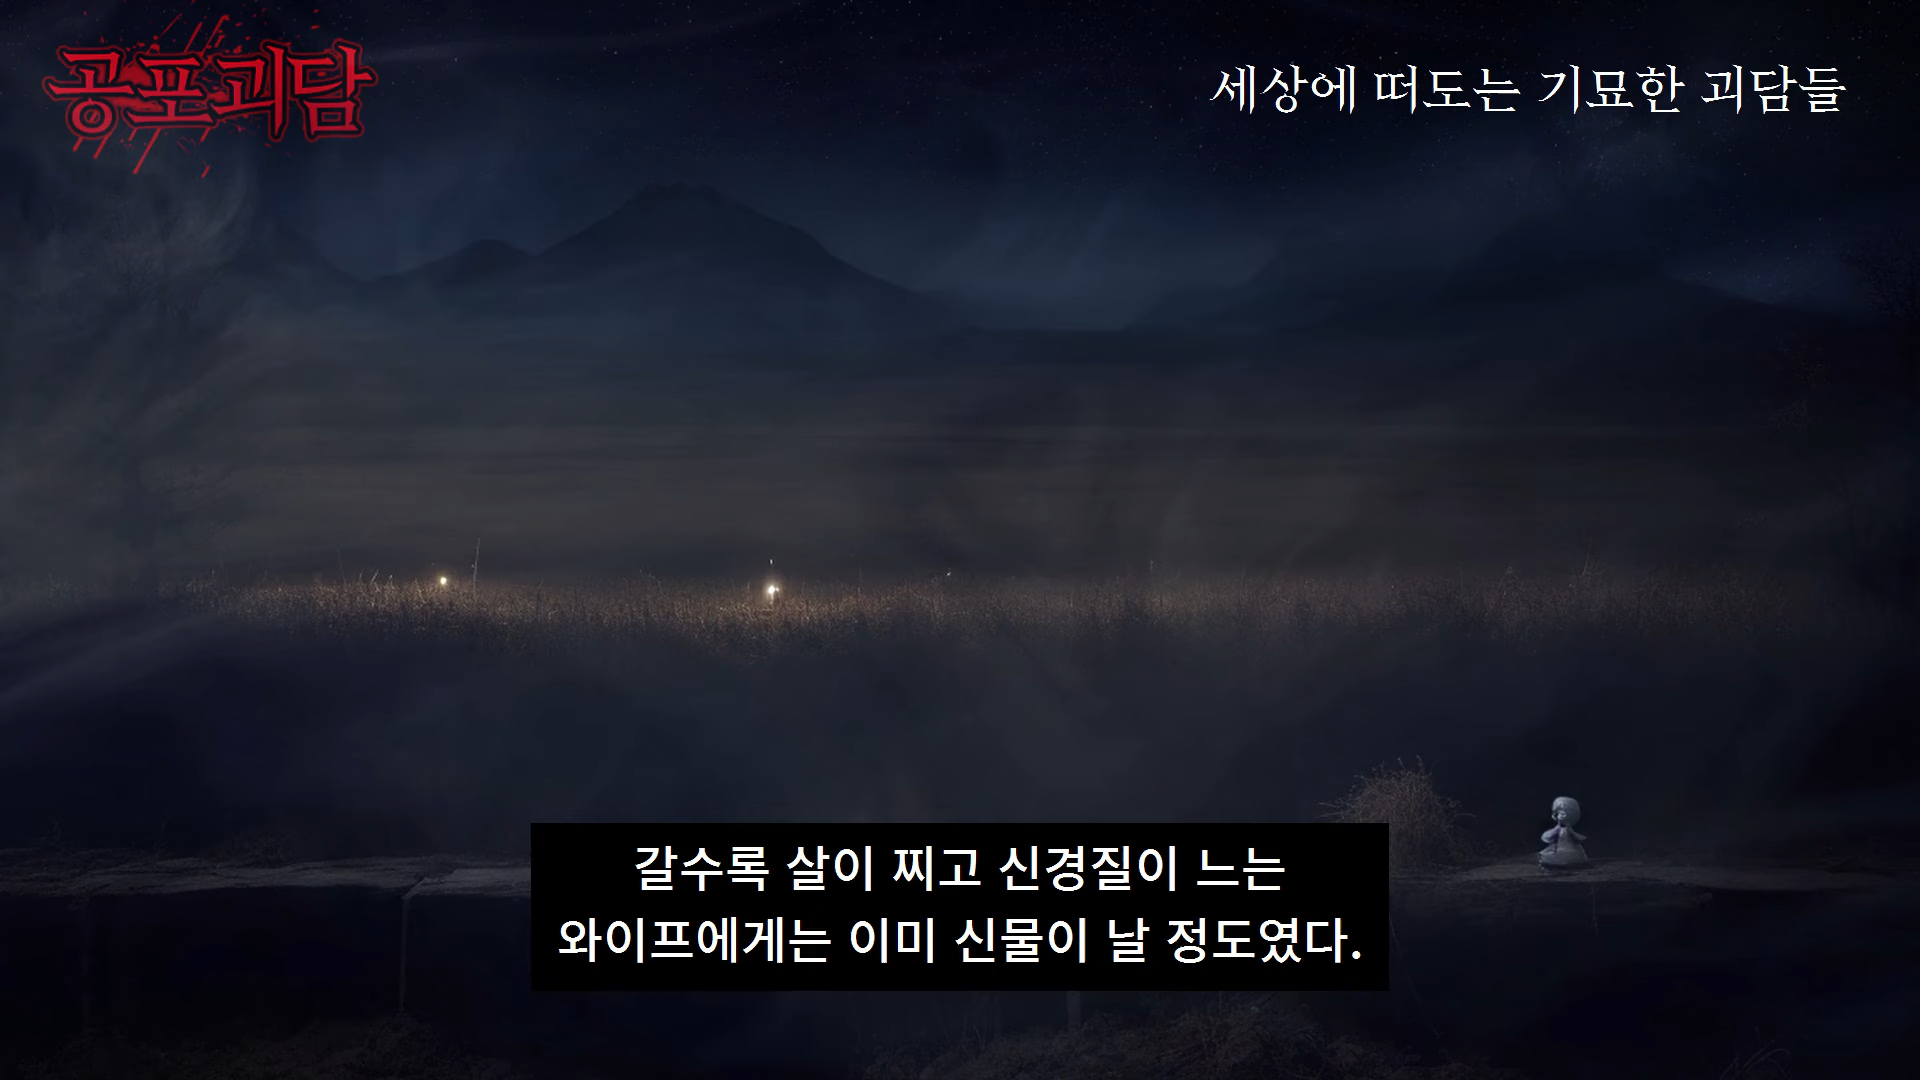 공포괴담
세상에 떠도는 기묘한 괴담들
갈수록 살이 찌고 신경질이 느는
와이프에게는 이미 신물이 날 정도였다.